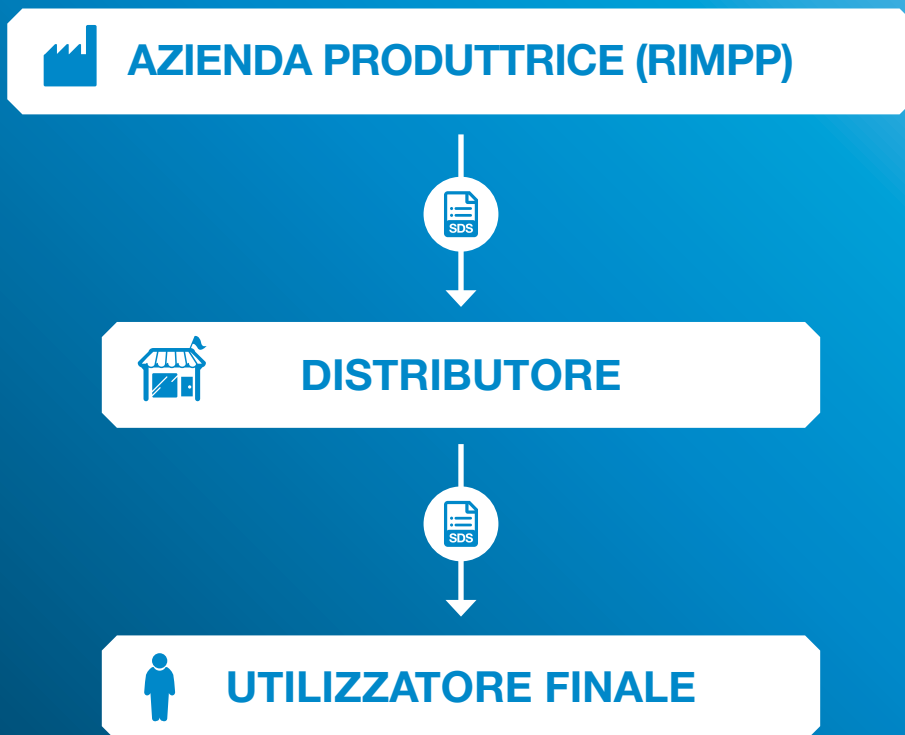 AZIENDA PRODUTTRICE (RIMPP)
SDS
DISTRIBUTORE
SDS
UTILIZZATORE FINALE